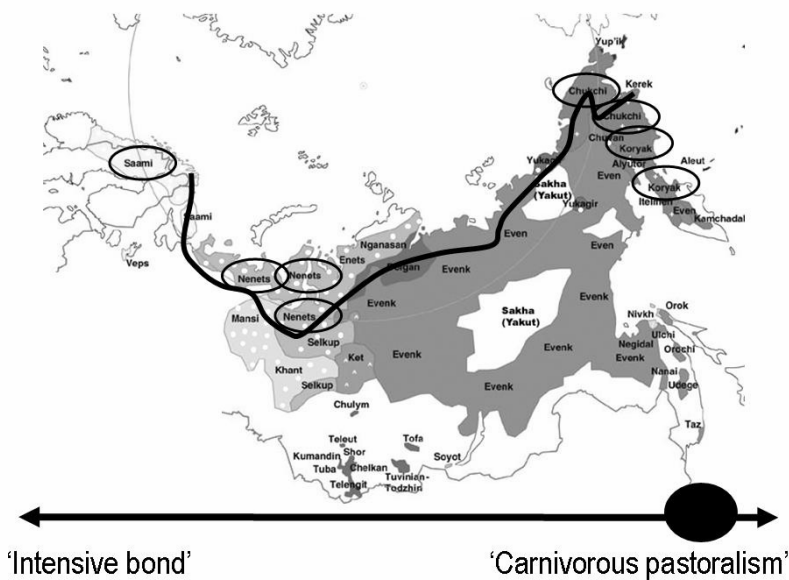 Yup'ik
Kerek
Chukchi
Chukchi
Chuvan
Koryak
Alyutor
Aleut
Yukagir
Even
Koryak
Sakha
(Yakut)
Itelmen
Yukagir
Even
Kamchadal
Saami
Saami
Veps
Nganasan
Enets
Nenets
Nenets
Dolgan
Evenk
Even
Even
Mansi
Nenets
Evenk
Evenk
Sakha
(Yakut)
Orok
Nivkh
Ulchi
Selkup
Ket
Evenk
Evenk
Negidal
Evenk
Orochi
Khant
Selkup
Evenk
Nanai
Udege
Chulym
Taz
Teleut
Shor
Tofa
Kumandin
Tuba
Chelkan
Soyot
Telengit
Tuvinian-
Todzhin
'Intensive bond'
'Carnivorous pastoralism'